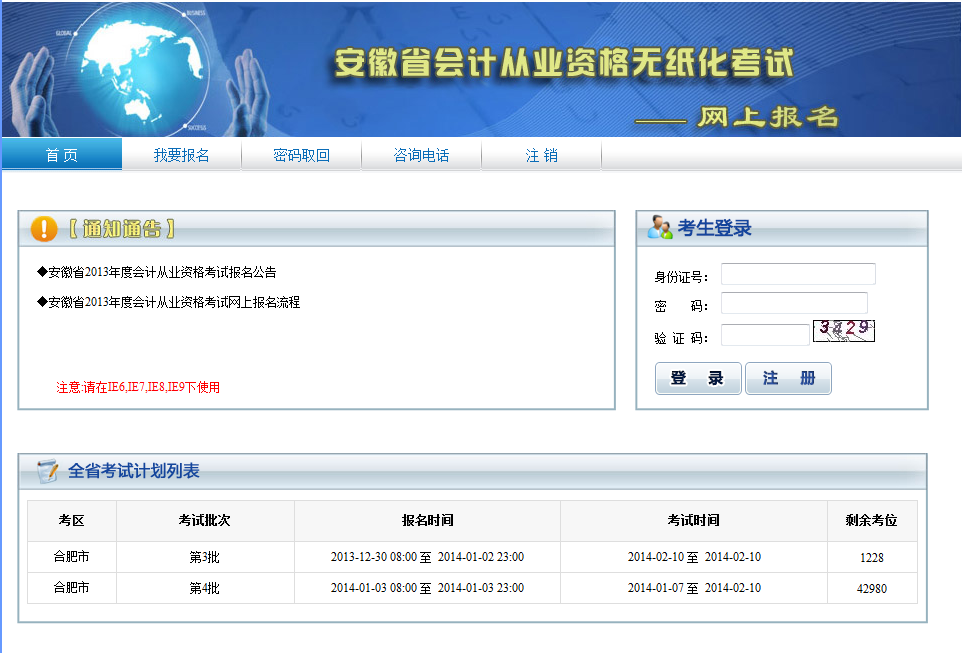 BUSINESS
GLOBAL
SUCCESS
安徽省会计从业资格无纸化考试
——网上报名
首 页 我要报名 密码取回 咨询电话 注 销
【通知通告】
◆安徽省2013年度会计从业资格考试报名公告
◆安徽省2013年度会计从业资格考试网上报名流程
注意:请在IE6,IE7,IE8,IE9下使用
考生登录
身份证号：
密 码：
验 证 码： 3829
登 录 注 册
全省考试计划列表
考区 考试批次 报名时间 考试时间 剩余考位
合肥市 第3批 2013-12-30 08:00 至 2014-01-02 23:00 2014-02-10 至 2014-02-10 1228
合肥市 第4批 2014-01-03 08:00 至 2014-01-03 23:00 2014-01-07 至 2014-02-10 42980